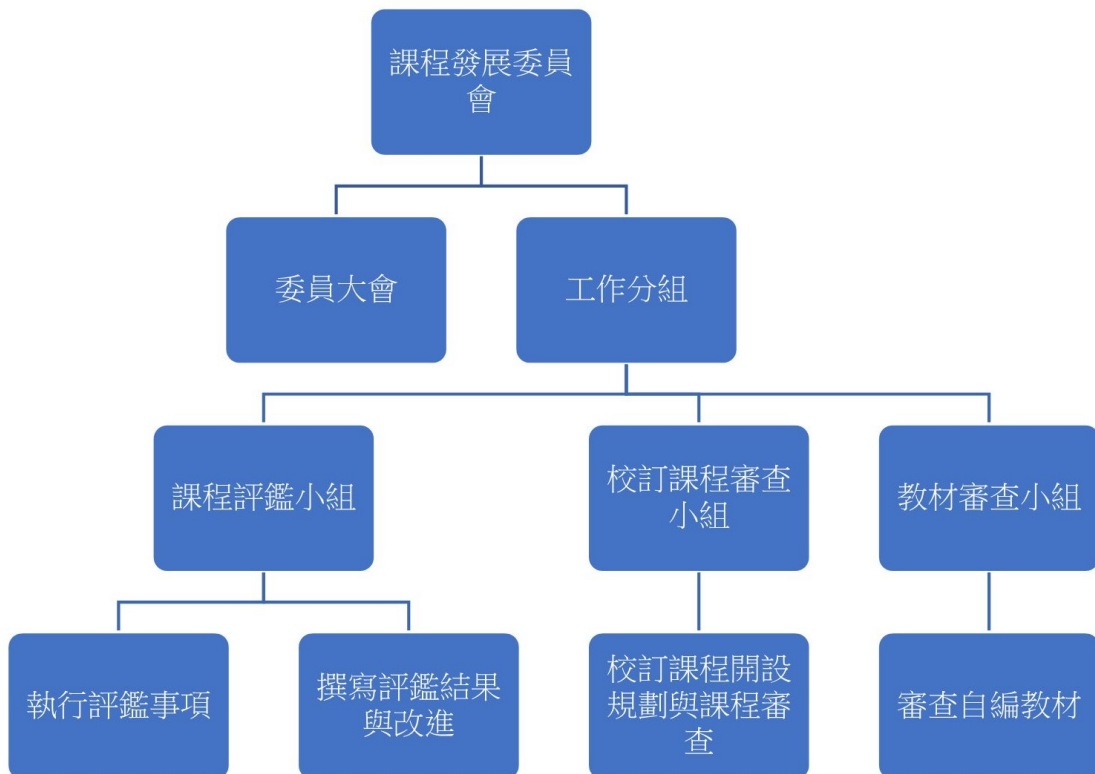 課程發展委員
會
委員大會
工作分組
課程評鑑小組
校訂課程審查
小組
教材審查小組
執行評鑑事項
撰寫評鑑結果
與改進
校訂課程開設
規劃與課程審
查
審查自編教材